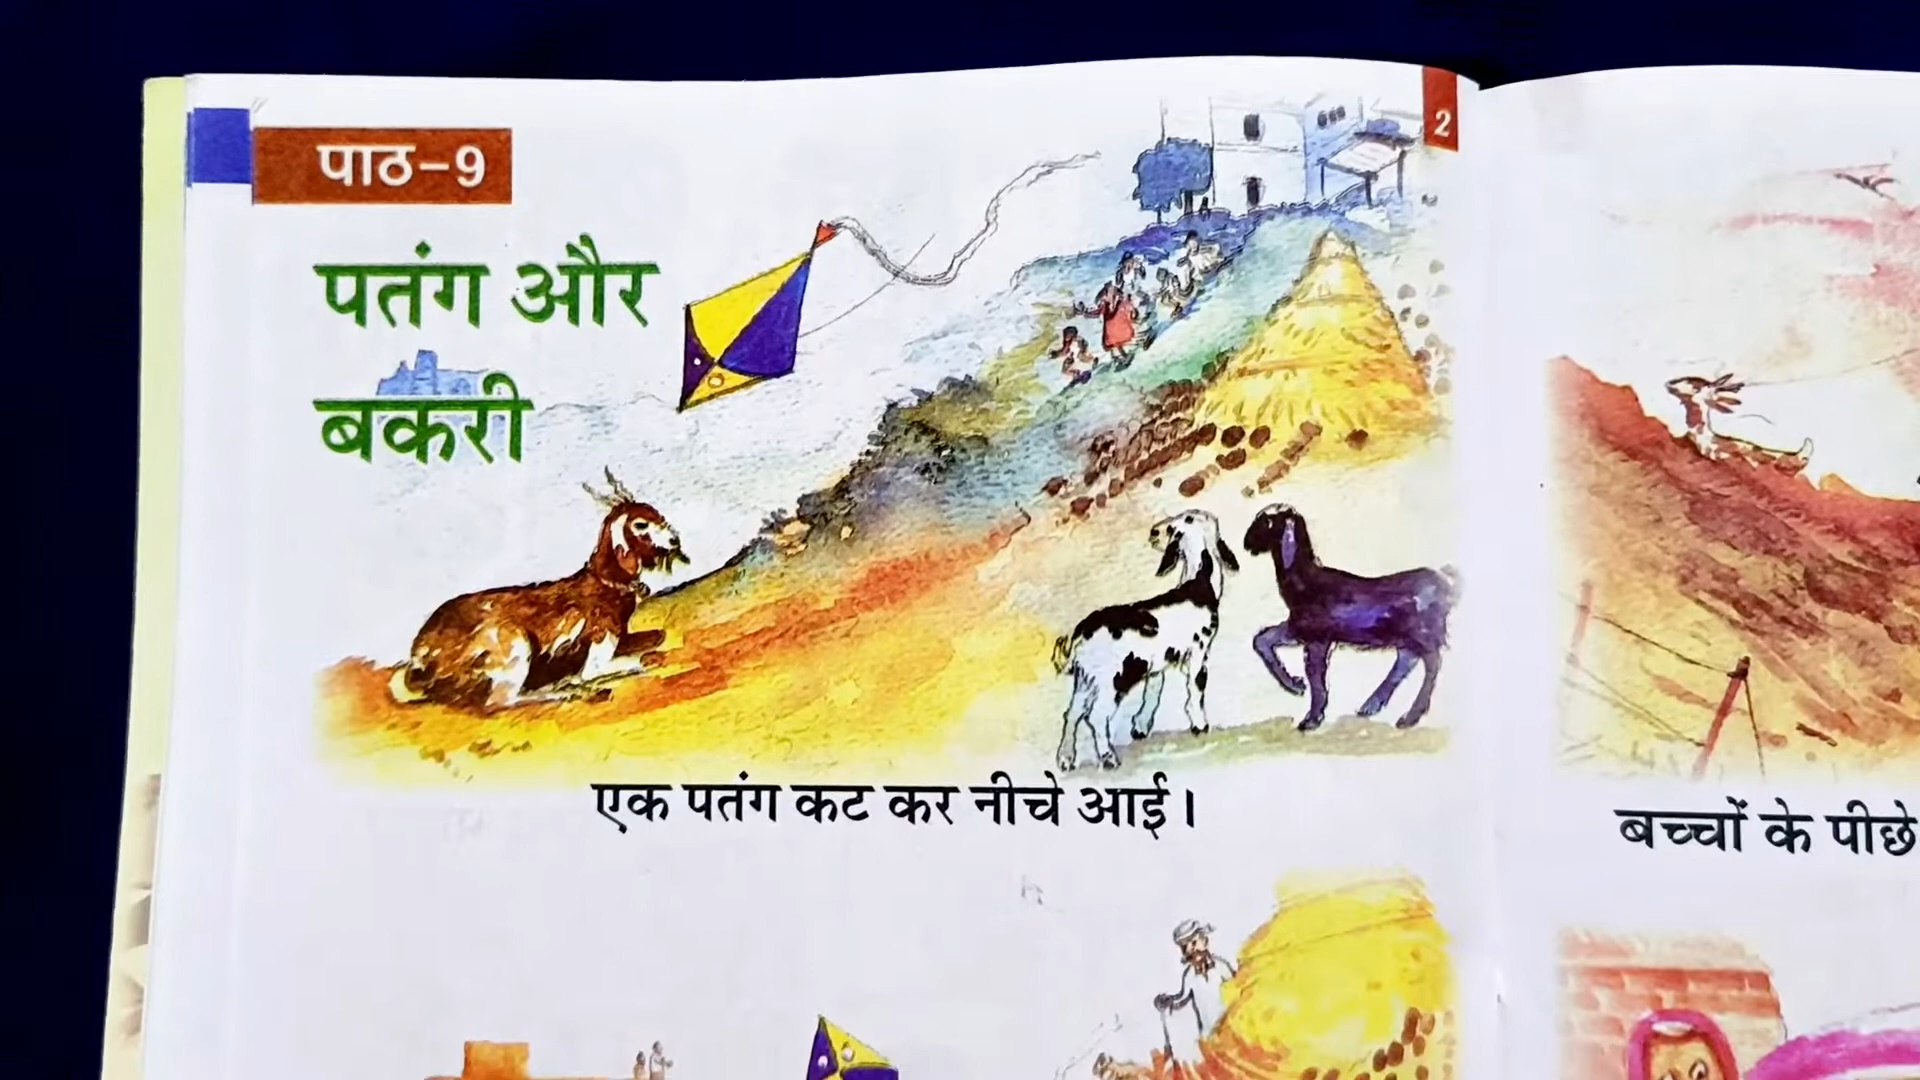 पाठ-9
2
पतंग और
बकरी
एक पतंग कट कर नीचे आई।
बच्चों के पीछे